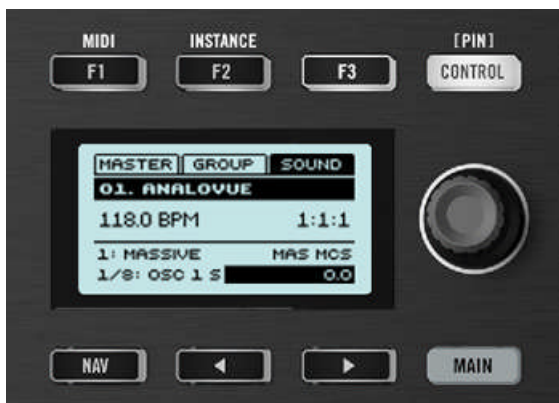 MIDI INSTANCE [PIN]
F1 F2 F3 CONTROL
MASTER GROUP SOUND
01. ANALOVUE
118.0 BPM 1:1:1
1: MASSIVE MAS MCS
1/8: OSC 1 S 0.0
NAV MAIN